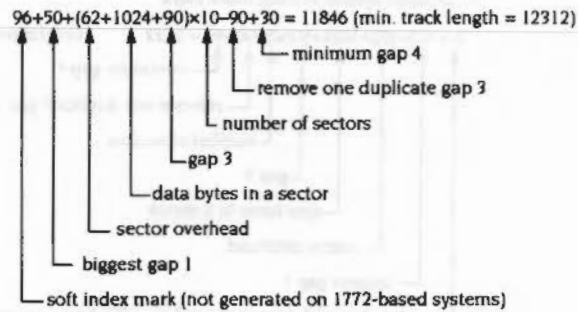 96+50+(62+1024+90)×10–90+30 = 11846 (min. track length = 12312)
minimum gap 4
remove one duplicate gap 3
number of sectors
gap 3
data bytes in a sector
sector overhead
biggest gap 1
soft index mark (not generated on 1772-based systems)